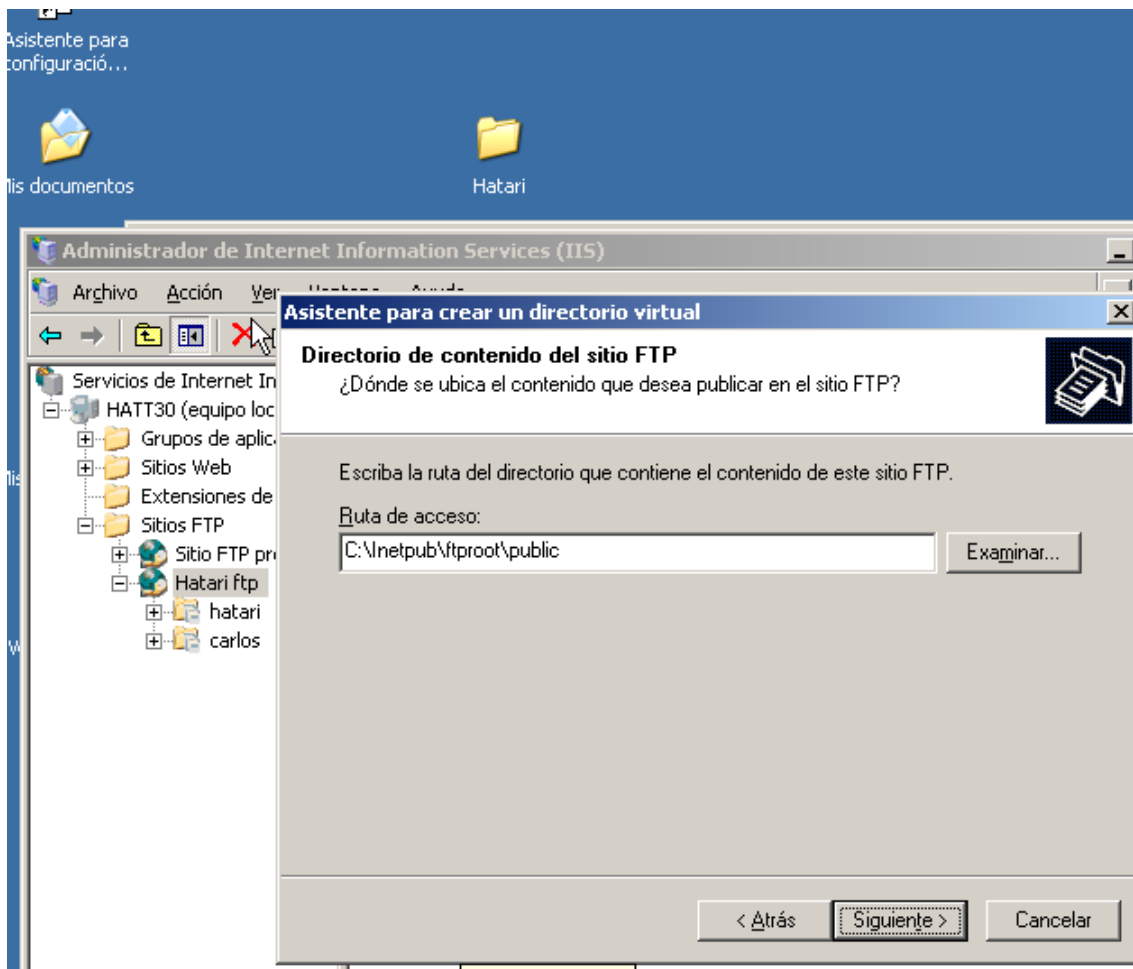 Asistente para
configuració...
Mis documentos
Hatari
Administrador de Internet Information Services (IIS)
Archivo Acción Ver Ventana Ayuda
Asistente para crear un directorio virtual
Directorio de contenido del sitio FTP
¿Dónde se ubica el contenido que desea publicar en el sitio FTP?
Servicios de Internet In
HATT30 (equipo loc
Grupos de aplic
Sitios Web
Extensiones de
Sitios FTP
Sitio FTP pr
Hatari ftp
hatari
carlos
Escriba la ruta del directorio que contiene el contenido de este sitio FTP.
Ruta de acceso:
C:\Inetpub\ftproot\public
Examinar...
< Atrás
Siguiente >
Cancelar